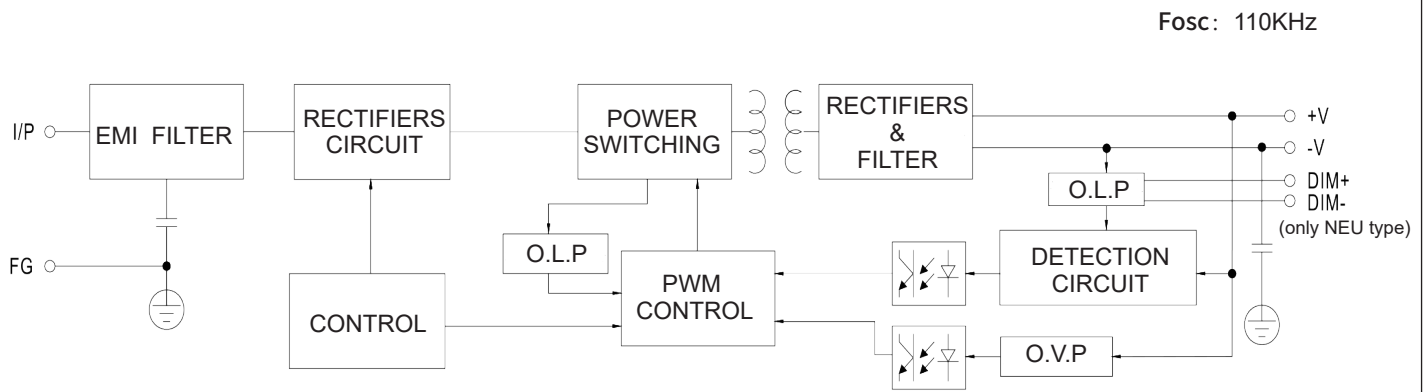 Fosc: 110KHz
I/P
EMI FILTER
RECTIFIERS
CIRCUIT
POWER
SWITCHING
RECTIFIERS
&
FILTER
+V
-V
O.L.P
DIM+
DIM-
(only NEU type)
FG
O.L.P
CONTROL
PWM
CONTROL
DETECTION
CIRCUIT
O.V.P